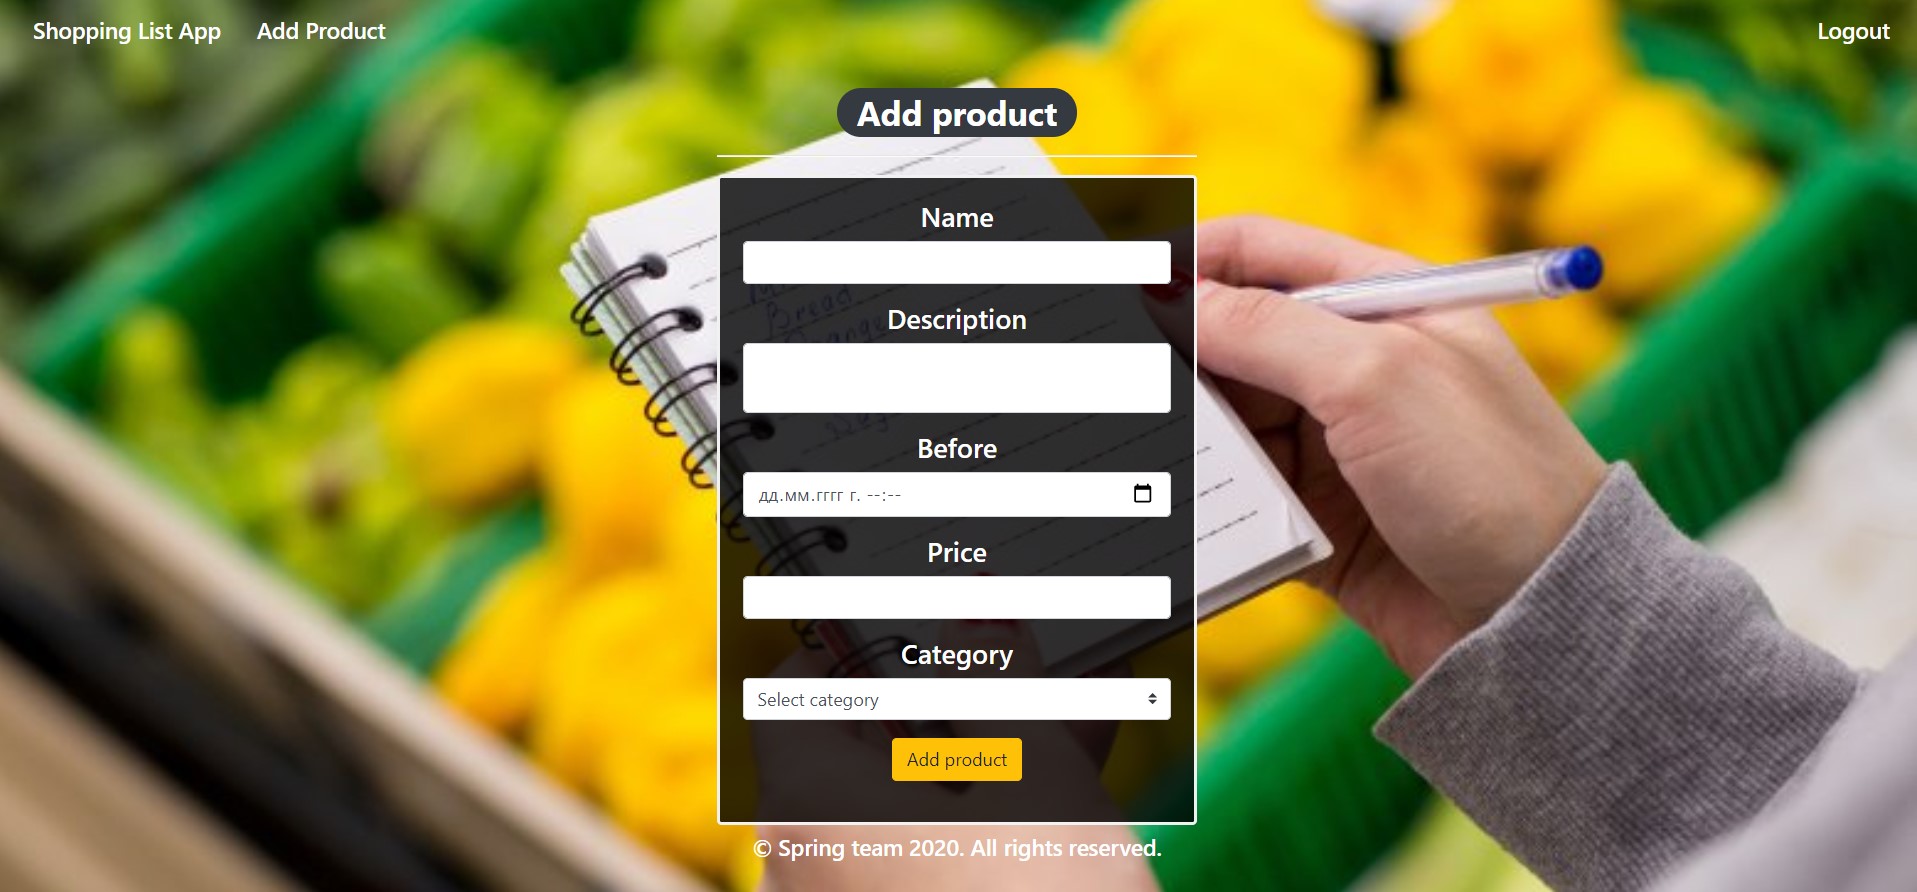 Shopping List App Add Product Logout
Add product
Name
Bread
Description
Before
дд.мм.гггг г. --:--
Price
Category
Select category
Add product
© Spring team 2020. All rights reserved.